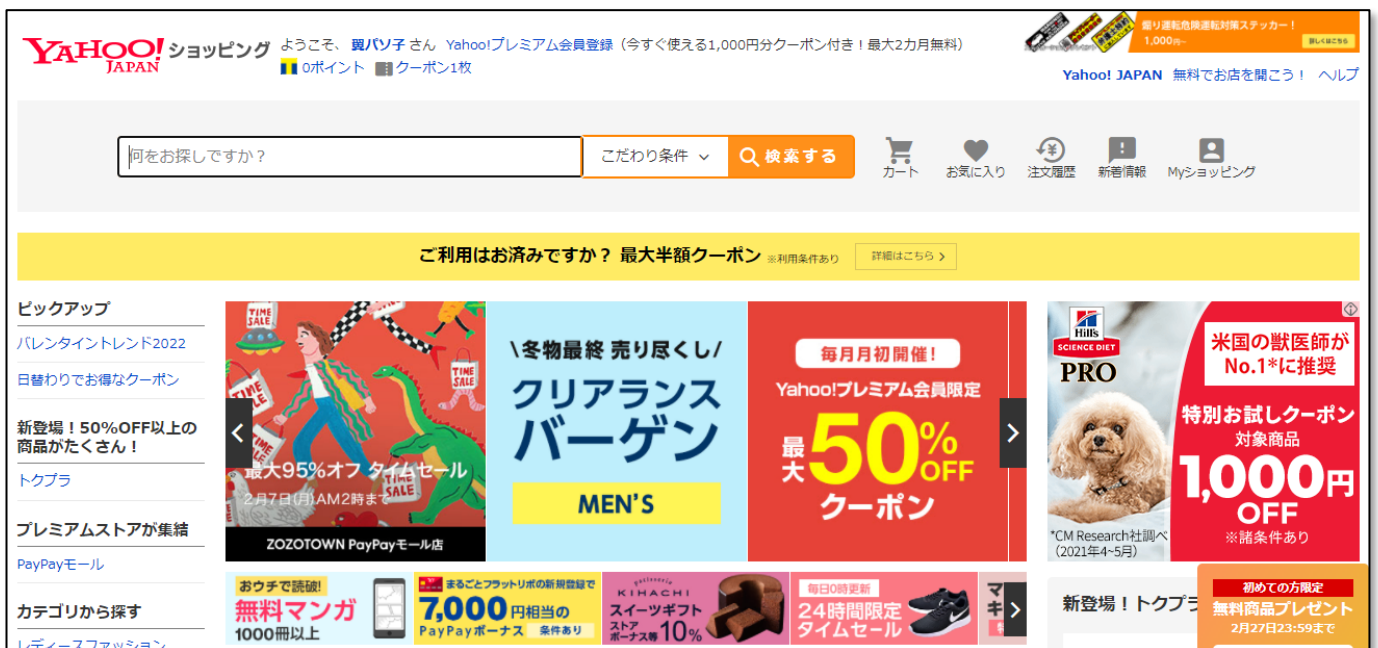 YAHOO! JAPAN ショッピング
ようこそ、 翼パソ子 さん Yahoo!プレミアム会員登録（今すぐ使える1,000円分クーポン付き！最大2カ月無料）
0ポイント クーポン1枚
煽り運転危険運転対策ステッカー！
1,000円~
詳しくはこちら
Yahoo! JAPAN 無料でお店を開こう！ ヘルプ
何をお探しですか？
こだわり条件
検索する
カート
お気に入り
注文履歴
新着情報
Myショッピング
ご利用はお済みですか？ 最大半額クーポン ※利用条件あり
詳細はこちら
ピックアップ
バレンタイントレンド2022
日替わりでお得なクーポン
新登場！50%OFF以上の
商品がたくさん！
トクプラ
プレミアムストアが集結
PayPayモール
カテゴリから探す
レディースファッション
TIME
SALE
TIME
SALE
TIME
SALE
最大95%オフ タイムセール
2月7日(月)AM2時まで
ZOZOTOWN PayPayモール店
\冬物最終 売り尽くし/
クリアランス
バーゲン
MEN'S
毎月月初開催！
Yahoo!プレミアム会員限定
最大50%OFF
クーポン
Hill's
SCIENCE DIET
PRO
米国の獣医師が
No.1*に推奨
特別お試しクーポン
対象商品
1,000円
OFF
※諸条件あり
*CM Research社調べ
（2021年4~5月）
おウチで読破!
無料マンガ
1000冊以上
まるごとフラットリボの新規登録で
7,000円相当の
PayPayボーナス 条件あり
patisserie
KIHACHI
スイーツギフト
ストア
ボーナス等10%
毎日0時更新
24時間限定
タイムセール
マ
キ
新登場！トクプラ
初めての方限定
無料商品プレゼント
2月27日23:59まで